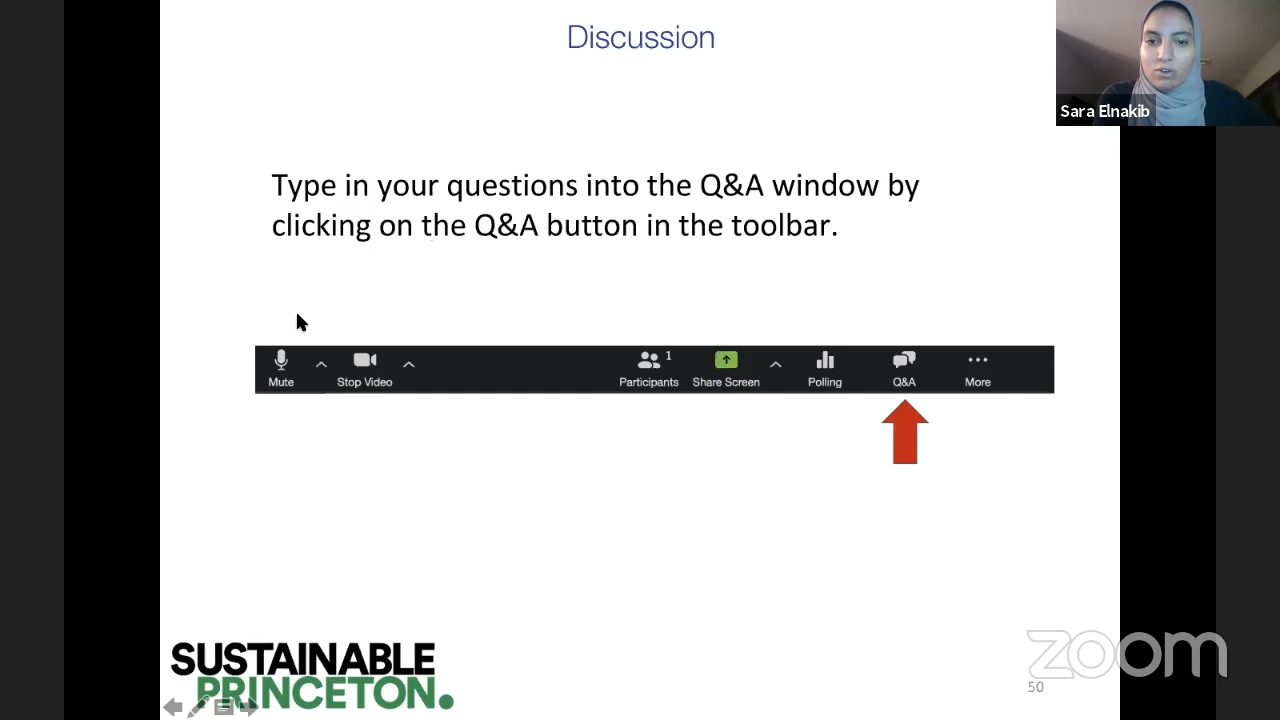 Discussion
Sara Elnakib
Type in your questions into the Q&A window by
clicking on the Q&A button in the toolbar.
1
Mute
Stop Video
Participants
Share Screen
Polling
Q&A
More
SUSTAINABLE
PRINCETON.
zoom
50